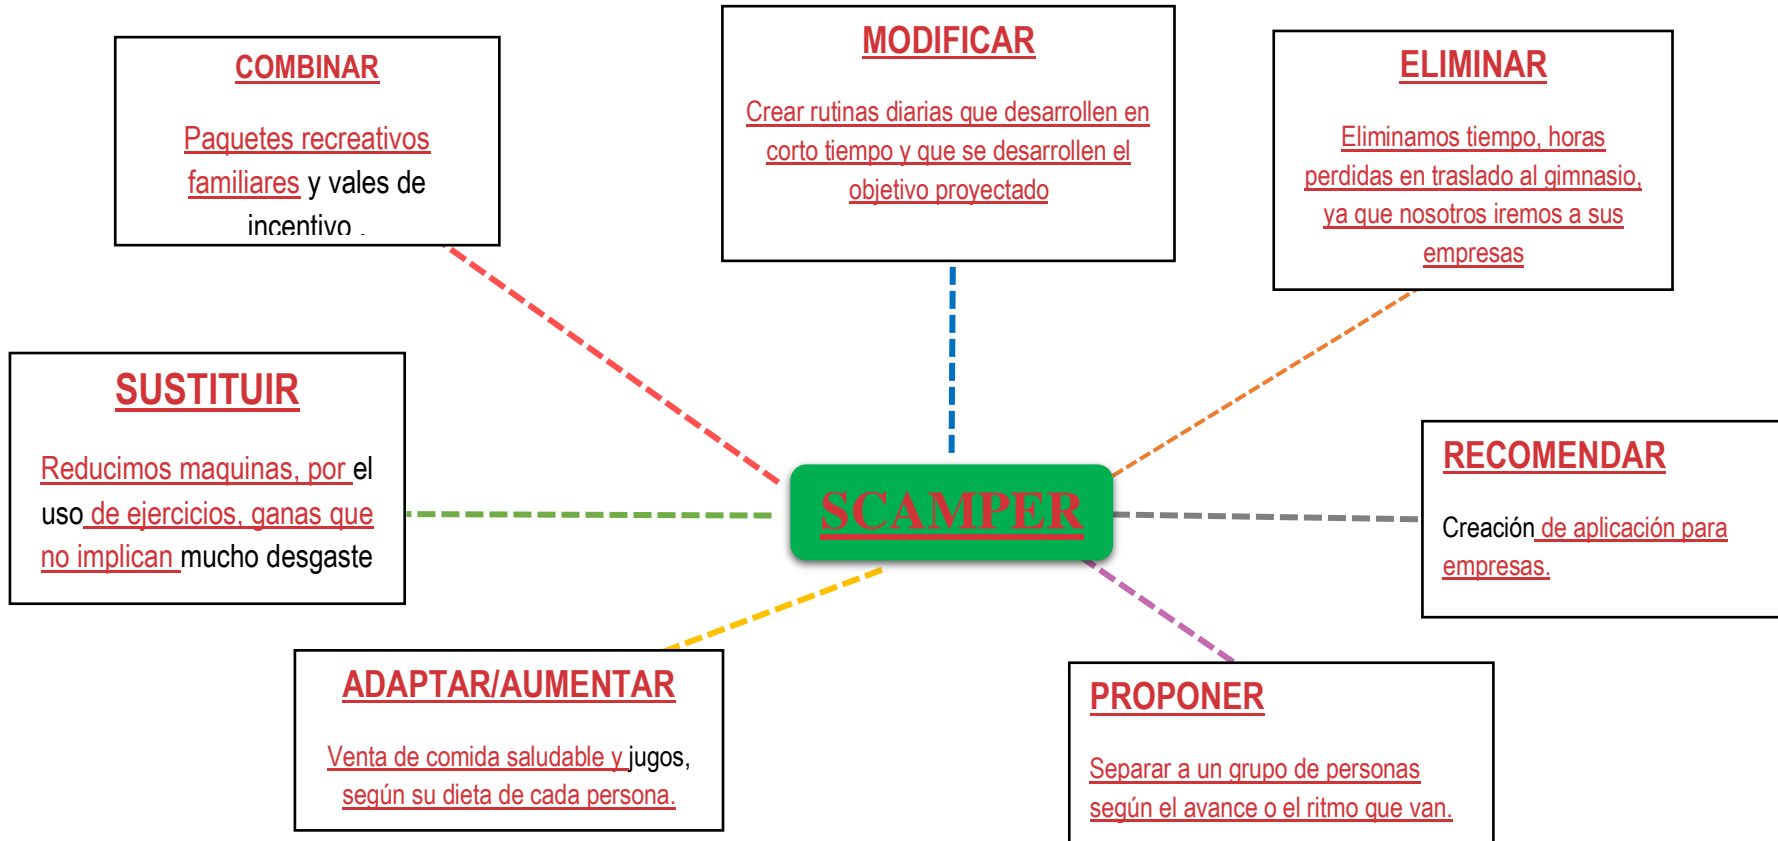 COMBINAR
Paquetes recreativos
familiares y vales de
incentivo .
MODIFICAR
Crear rutinas diarias que desarrollen en
corto tiempo y que se desarrollen el
objetivo proyectado
ELIMINAR
Eliminamos tiempo, horas
perdidas en traslado al gimnasio,
ya que nosotros iremos a sus
empresas
SUSTITUIR
Reducimos maquinas, por el
uso de ejercicios, ganas que
no implican mucho desgaste
SCAMPER
RECOMENDAR
Creación de aplicación para
empresas.
ADAPTAR/AUMENTAR
Venta de comida saludable y jugos,
según su dieta de cada persona.
PROPONER
Separar a un grupo de personas
según el avance o el ritmo que van.